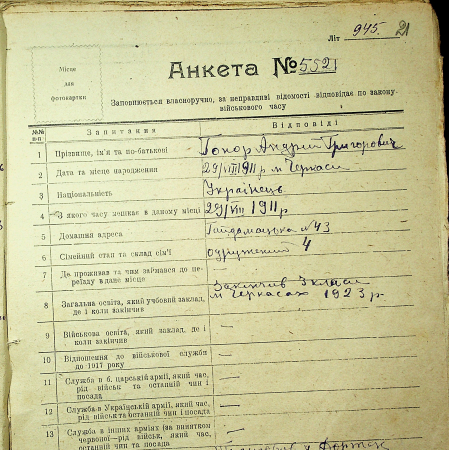 Літ 945. 21
Місце
для
фотокартки
Анкета № 552
Заповнюється власноручно, за неправдиві відомості відповідає по закону
військового часу
№№
п-п
Запитання
Відповіді
1 Прізвище, ім'я та по-батькові Гонор Андрій Григорович
2 Дата та місце народження 29/VIII 1911 р м Черкаси
3 Національність Українець
4 З якого часу мешкає в даному місці 29/VIII 1911 р
5 Домашня адреса Гайдамацька №43
6 Сімейний стан та склад сім'ї одружений 4
7 Де проживав та чим займався до пе-
реїзду в дане місце
8 Загальна освіта, який учбовий заклад,
де і коли закінчив
Закінчив 3 класи
м Черкасах 1923 р.
9 Військова освіта, який заклад, де і
коли закінчив —
10 Відношення до військової служби
до 1917 року —
11 Служба в б. царській армії, який час,
рід військ та останній чин і
посада —
12 Служба в Українській армії, який час,
рід військ та останній чин і посада —
13 Служба в інших арміях (за винятком
червоної—рід військ, який час,
останній чин та посада —